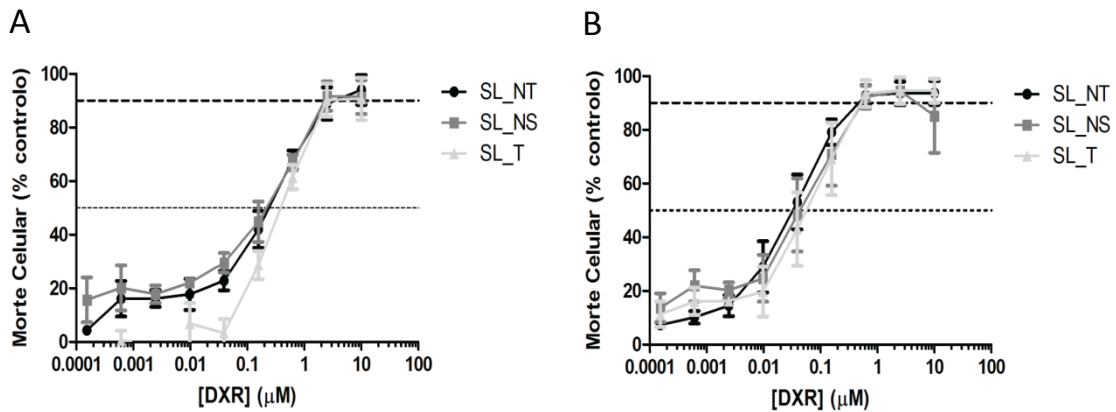 A
Morte Celular (% controlo)
100
80
60
40
20
0
0.0001
0.001
0.01
0.1
1
10
100
[DXR] (μM)
SL_NT
SL_NS
SL_T
B
Morte Celular (% controlo)
100
80
60
40
20
0
0.0001
0.001
0.01
0.1
1
10
100
[DXR] (μM)
SL_NT
SL_NS
SL_T